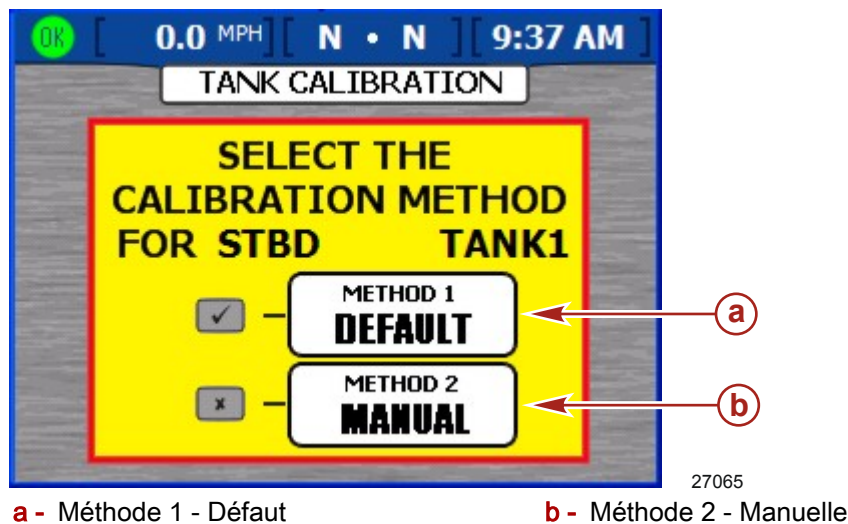 OK [ 0.0 MPH ] [ N • N ] [ 9:37 AM ]
TANK CALIBRATION
SELECT THE
CALIBRATION METHOD
FOR STBD TANK1
✓ METHOD 1
DEFAULT
a
x METHOD 2
MANUAL
b
27065
a - Méthode 1 - Défaut b - Méthode 2 - Manuelle